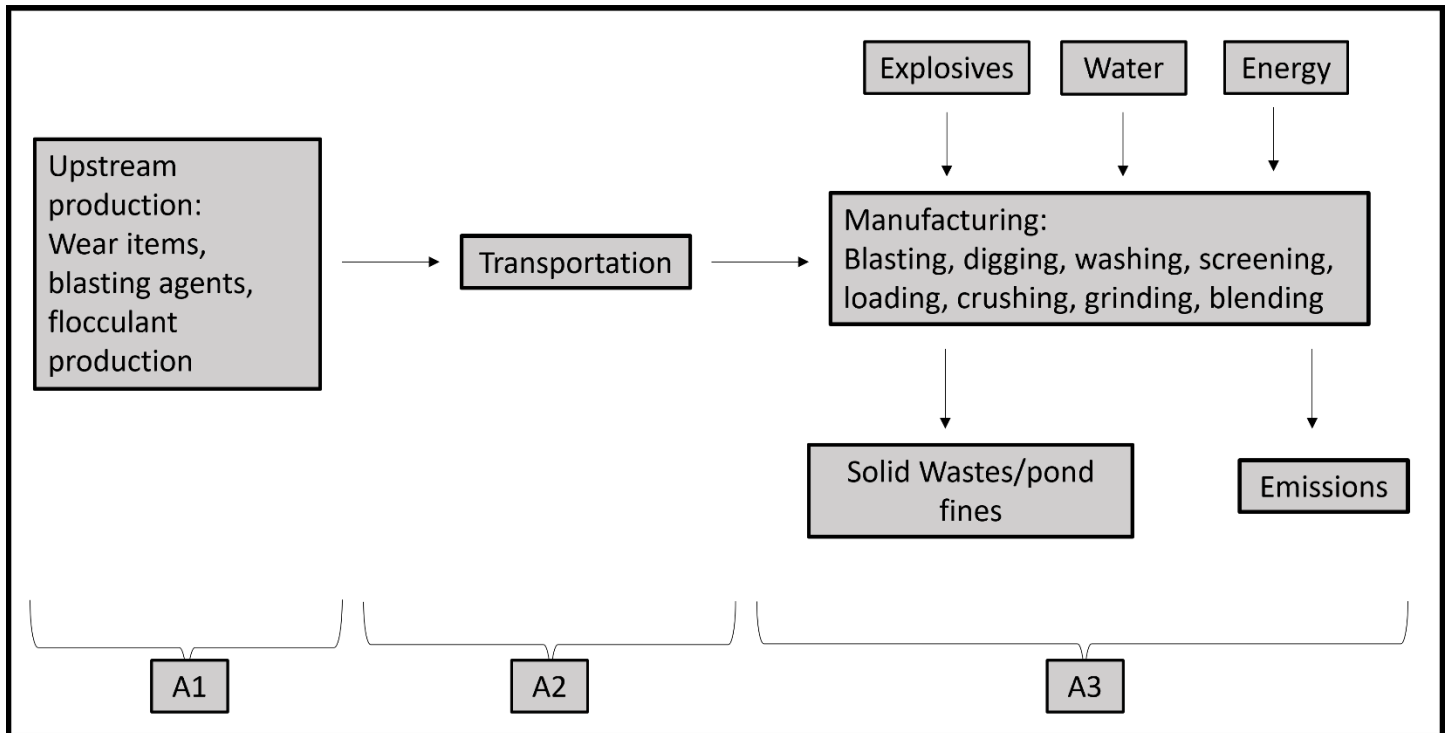 Explosives
Water
Energy
Upstream
production:
Wear items,
blasting agents,
flocculant
production
Transportation
Manufacturing:
Blasting, digging, washing, screening,
loading, crushing, grinding, blending
Solid Wastes/pond
fines
Emissions
A1
A2
A3